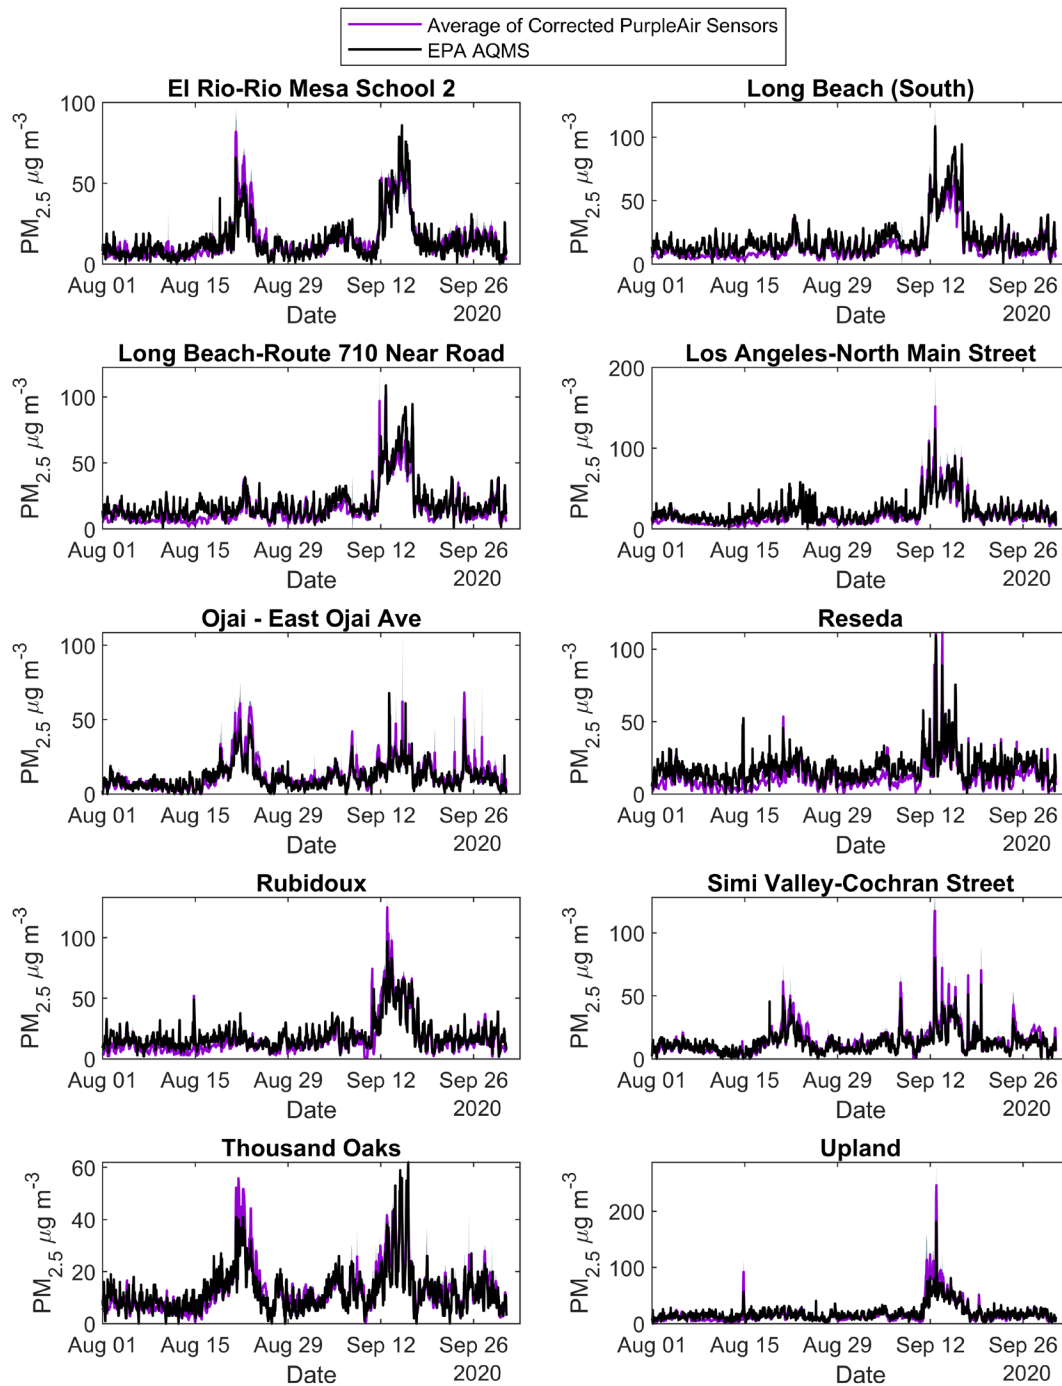 Average of Corrected PurpleAir Sensors
EPA AQMS
El Rio-Rio Mesa School 2
PM2.5 μg m-3
100
50
0
Aug 01 Aug 15 Aug 29 Sep 12 Sep 26
Date
2020
Long Beach (South)
PM2.5 μg m-3
100
50
0
Aug 01 Aug 15 Aug 29 Sep 12 Sep 26
Date
2020
Long Beach-Route 710 Near Road
PM2.5 μg m-3
100
50
0
Aug 01 Aug 15 Aug 29 Sep 12 Sep 26
Date
2020
Los Angeles-North Main Street
PM2.5 μg m-3
200
100
0
Aug 01 Aug 15 Aug 29 Sep 12 Sep 26
Date
2020
Ojai - East Ojai Ave
PM2.5 μg m-3
100
50
0
Aug 01 Aug 15 Aug 29 Sep 12 Sep 26
Date
2020
Reseda
PM2.5 μg m-3
100
50
0
Aug 01 Aug 15 Aug 29 Sep 12 Sep 26
Date
2020
Rubidoux
PM2.5 μg m-3
100
50
0
Aug 01 Aug 15 Aug 29 Sep 12 Sep 26
Date
2020
Simi Valley-Cochran Street
PM2.5 μg m-3
100
50
0
Aug 01 Aug 15 Aug 29 Sep 12 Sep 26
Date
2020
Thousand Oaks
PM2.5 μg m-3
60
40
20
0
Aug 01 Aug 15 Aug 29 Sep 12 Sep 26
Date
2020
Upland
PM2.5 μg m-3
200
100
0
Aug 01 Aug 15 Aug 29 Sep 12 Sep 26
Date
2020